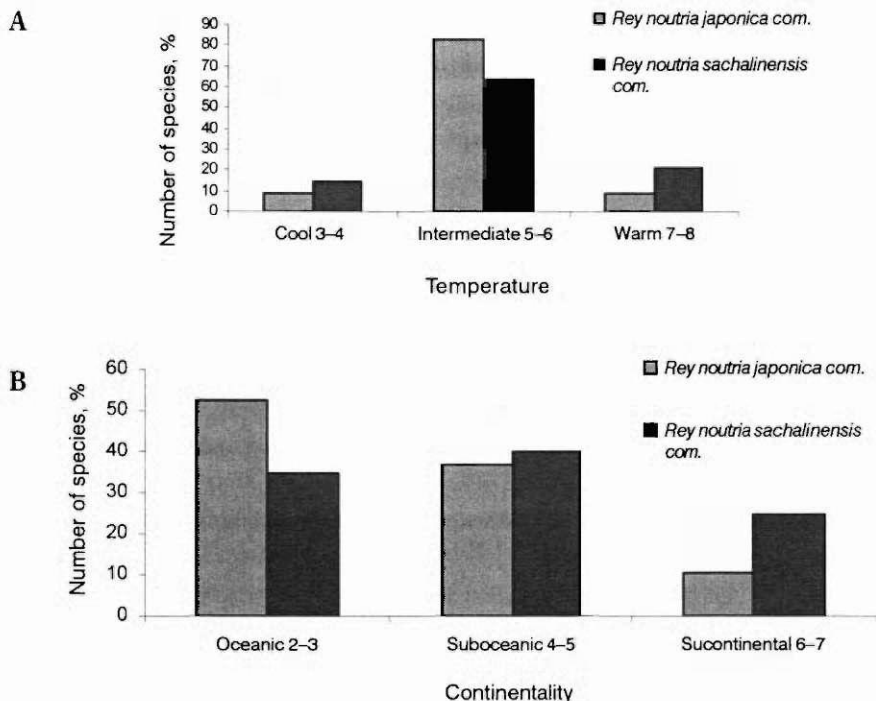 A
Number of species, %
90
80
70
60
50
40
30
20
10
0
Rey noutria japonica com.
Rey noutria sachalinensis
com.
Cool 3–4
Intermediate 5–6
Warm 7–8
Temperature
B
Number of species, %
60
50
40
30
20
10
0
Rey noutria japonica com.
Rey noutria sachalinensis
com.
Oceanic 2–3
Suboceanic 4–5
Sucontinental 6–7
Continentality